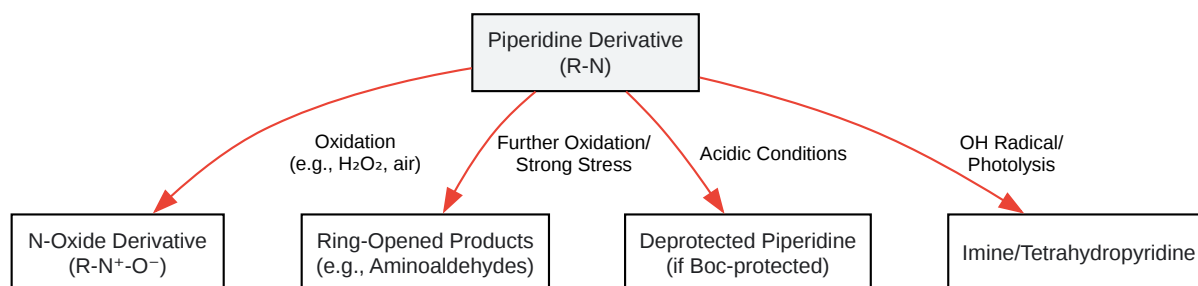 Piperidine Derivative
(R-N)
Oxidation
(e.g., H₂O₂, air)
Further Oxidation/
Strong Stress
Acidic Conditions
OH Radical/
Photolysis
N-Oxide Derivative
(R-N⁺-O⁻)
Ring-Opened Products
(e.g., Aminoaldehydes)
Deprotected Piperidine
(if Boc-protected)
Imine/Tetrahydropyridine